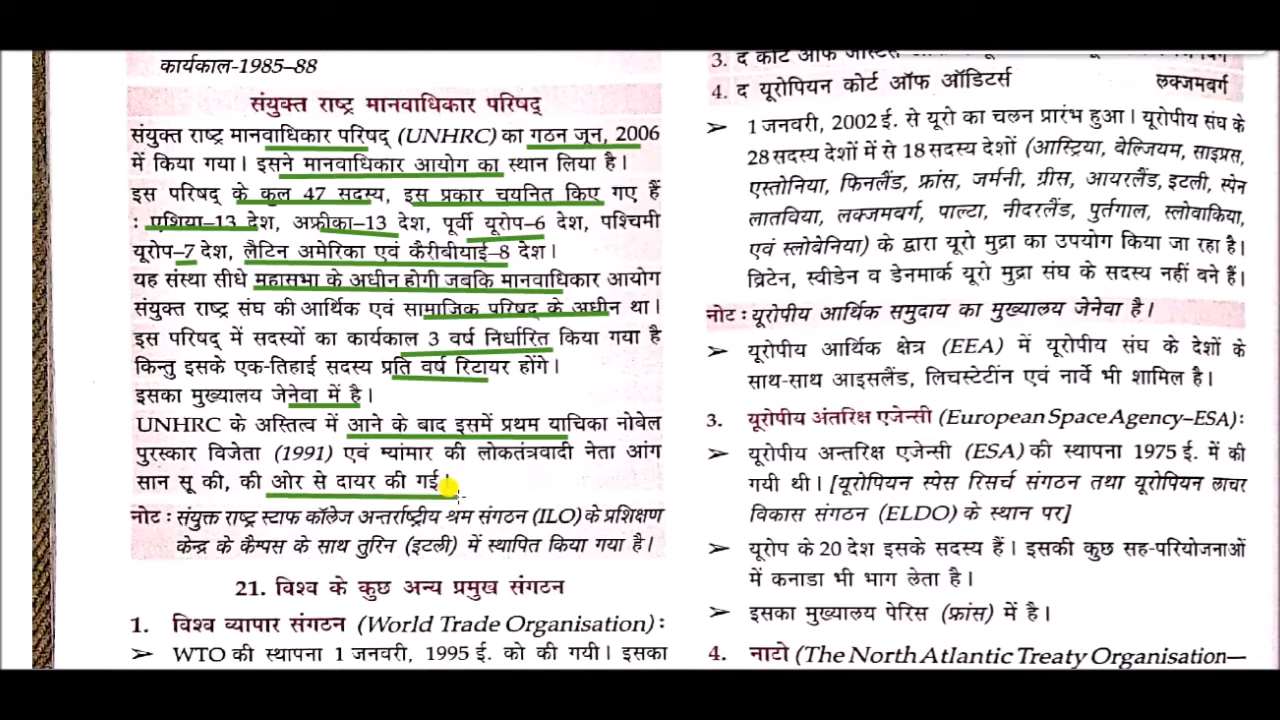 कार्यकाल-1985–88
संयुक्त राष्ट्र मानवाधिकार परिषद्
संयुक्त राष्ट्र मानवाधिकार परिषद् (UNHRC) का गठन जून, 2006
में किया गया। इसने मानवाधिकार आयोग का स्थान लिया है।
इस परिषद् के कुल 47 सदस्य, इस प्रकार चयनित किए गए हैं
: एशिया–13 देश, अफ्रीका–13 देश, पूर्वी यूरोप–6 देश, पश्चिमी
यूरोप–7 देश, लैटिन अमेरिका एवं कैरीबीयाई–8 देश।
यह संस्था सीधे महासभा के अधीन होगी जबकि मानवाधिकार आयोग
संयुक्त राष्ट्र संघ की आर्थिक एवं सामाजिक परिषद् के अधीन था।
इस परिषद् में सदस्यों का कार्यकाल 3 वर्ष निर्धारित किया गया है
किन्तु इसके एक-तिहाई सदस्य प्रति वर्ष रिटायर होंगे।
इसका मुख्यालय जेनेवा में है।
UNHRC के अस्तित्व में आने के बाद इसमें प्रथम याचिका नोबेल
पुरस्कार विजेता (1991) एवं म्यांमार की लोकतंत्रवादी नेता आंग
सान सू की, की ओर से दायर की गई।
नोट : संयुक्त राष्ट्र स्टाफ कॉलेज अन्तर्राष्ट्रीय श्रम संगठन (ILO) के प्रशिक्षण
केन्द्र के कैम्पस के साथ तुरिन (इटली) में स्थापित किया गया है।
21. विश्व के कुछ अन्य प्रमुख संगठन
1. विश्व व्यापार संगठन (World Trade Organisation) :
➢ WTO की स्थापना 1 जनवरी, 1995 ई. को की गयी। इसका
3. द कोर्ट ऑफ जस्टिस
4. द यूरोपियन कोर्ट ऑफ ऑडिटर्स लक्जमबर्ग
➢ 1 जनवरी, 2002 ई. से यूरो का चलन प्रारंभ हुआ। यूरोपीय संघ के
28 सदस्य देशों में से 18 सदस्य देशों (आस्ट्रिया, वेल्जियम, साइप्रस,
एस्तोनिया, फिनलैंड, फ्रांस, जर्मनी, ग्रीस, आयरलैंड, इटली, स्पेन
लातविया, लक्जमबर्ग, पाल्टा, नीदरलैंड, पुर्तगाल, स्लोवाकिया,
एवं स्लोवेनिया) के द्वारा यूरो मुद्रा का उपयोग किया जा रहा है।
ब्रिटेन, स्वीडेन व डेनमार्क यूरो मुद्रा संघ के सदस्य नहीं बने हैं।
नोट : यूरोपीय आर्थिक समुदाय का मुख्यालय जेनेवा है।
➢ यूरोपीय आर्थिक क्षेत्र (EEA) में यूरोपीय संघ के देशों के
साथ-साथ आइसलैंड, लिचस्टेटींन एवं नार्वे भी शामिल है।
3. यूरोपीय अंतरिक्ष एजेन्सी (European Space Agency–ESA) :
➢ यूरोपीय अन्तरिक्ष एजेन्सी (ESA) की स्थापना 1975 ई. में की
गयी थी। [यूरोपियन स्पेस रिसर्च संगठन तथा यूरोपियन लाचर
विकास संगठन (ELDO) के स्थान पर]
➢ यूरोप के 20 देश इसके सदस्य हैं। इसकी कुछ सह-परियोजनाओं
में कनाडा भी भाग लेता है।
➢ इसका मुख्यालय पेरिस (फ्रांस) में है।
4. नाटो (The North Atlantic Treaty Organisation—